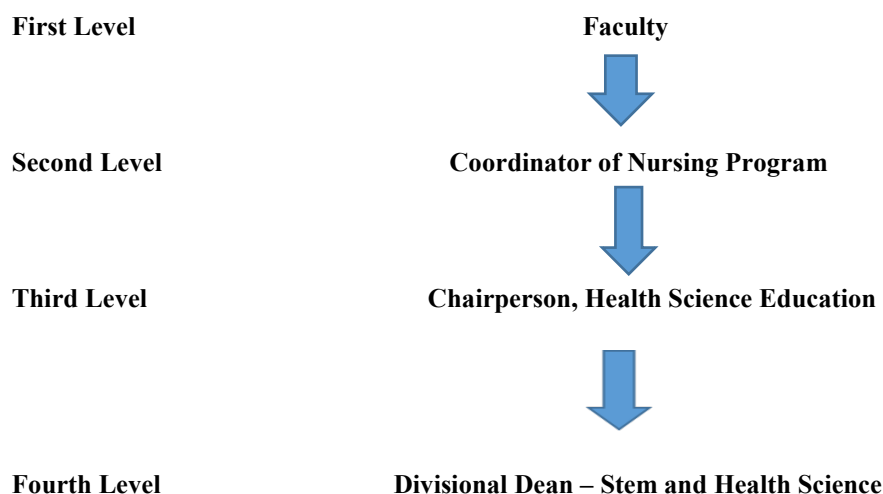 First Level Faculty
Second Level Coordinator of Nursing Program
Third Level Chairperson, Health Science Education
Fourth Level Divisional Dean – Stem and Health Science